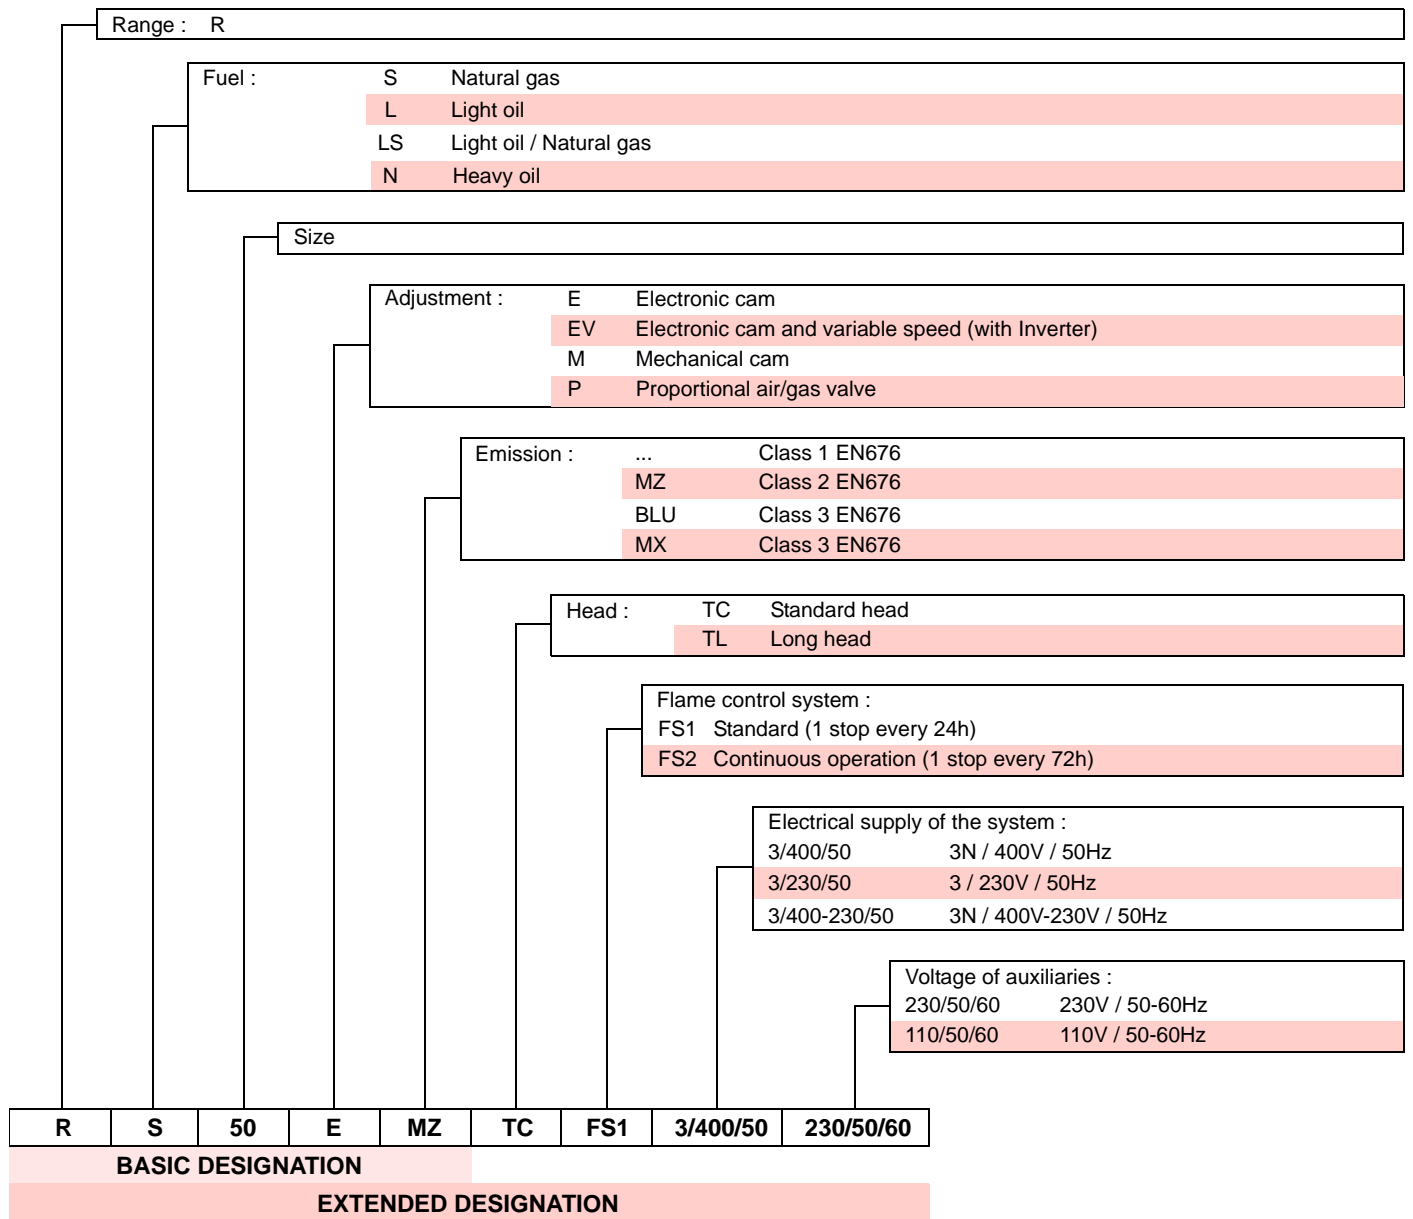 Range : R
Fuel : S Natural gas
L Light oil
LS Light oil / Natural gas
N Heavy oil
Size
Adjustment : E Electronic cam
EV Electronic cam and variable speed (with Inverter)
M Mechanical cam
P Proportional air/gas valve
Emission : ... Class 1 EN676
MZ Class 2 EN676
BLU Class 3 EN676
MX Class 3 EN676
Head : TC Standard head
TL Long head
Flame control system :
FS1 Standard (1 stop every 24h)
FS2 Continuous operation (1 stop every 72h)
Electrical supply of the system :
3/400/50 3N / 400V / 50Hz
3/230/50 3 / 230V / 50Hz
3/400-230/50 3N / 400V-230V / 50Hz
Voltage of auxiliaries :
230/50/60 230V / 50-60Hz
110/50/60 110V / 50-60Hz
R S 50 E MZ TC FS1 3/400/50 230/50/60
BASIC DESIGNATION
EXTENDED DESIGNATION